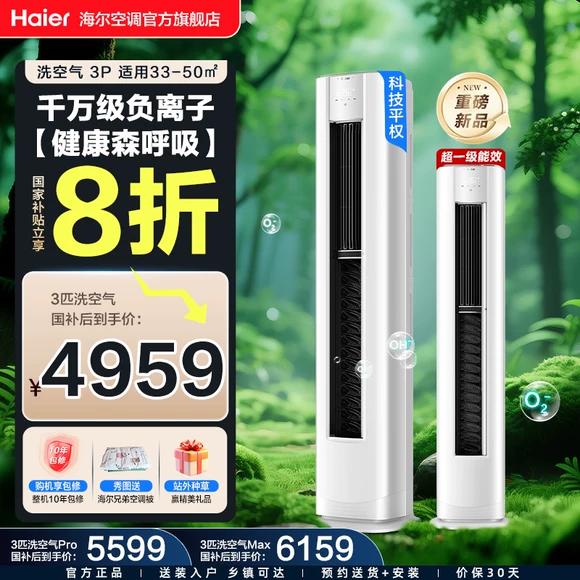 Haier 海尔空调官方旗舰店
洗空气 3P 适用33-50㎡
千万级负离子
【健康森呼吸】
国家补贴立享
8折
3匹洗空气
国补后到手价:
¥4959
10年包修
购机享包修
整机10年包修
秀图送
海尔兄弟空调被
站外种草
赢精美礼品
科技平权
NEW
重磅
新品
超一级能效
O₂⁻
OH⁻
O₂⁻
3匹洗空气Pro
国补后到手价:
5599
3匹洗空气Max
国补后到手价:
6159
官方正品 | 送装入户 乡镇可达 | 预约送货+安装 | 价保30天